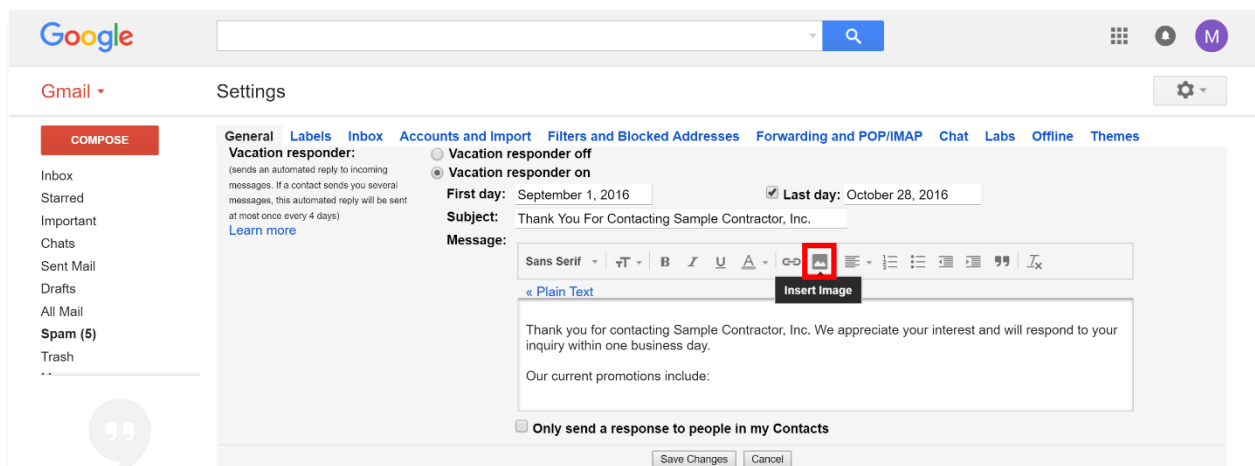 Google
M
Gmail
Settings
COMPOSE
Inbox
Starred
Important
Chats
Sent Mail
Drafts
All Mail
Spam (5)
Trash
General Labels Inbox Accounts and Import Filters and Blocked Addresses Forwarding and POP/IMAP Chat Labs Offline Themes
Vacation responder:
(sends an automated reply to incoming
messages. If a contact sends you several
messages, this automated reply will be sent
at most once every 4 days)
Learn more
Vacation responder off
Vacation responder on
First day: September 1, 2016 Last day: October 28, 2016
Subject: Thank You For Contacting Sample Contractor, Inc.
Message:
Sans Serif тT B I U A Tx
Insert Image
« Plain Text
Thank you for contacting Sample Contractor, Inc. We appreciate your interest and will respond to your
inquiry within one business day.
Our current promotions include:
Only send a response to people in my Contacts
Save Changes Cancel